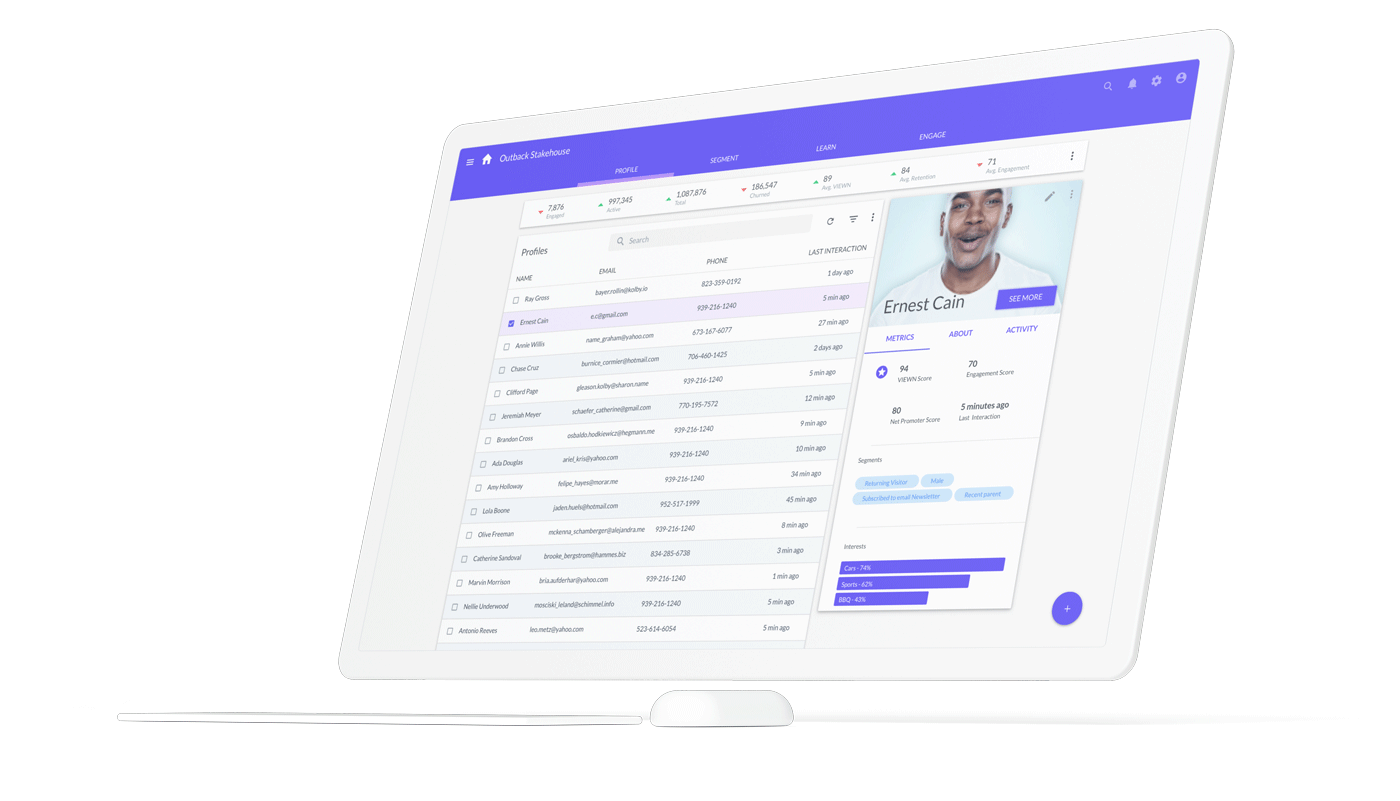 Outback Stakehouse
PROFILE SEGMENT LEARN ENGAGE
7,876 997,345 1,087,876 186,547 89 84 71
Engaged Active Total Churned Avg. VIEWN Avg. Retention Avg. Engagement
Profiles Search
NAME EMAIL PHONE LAST INTERACTION
Ray Gross bayer.rollin@kolby.io 823-359-0192 1 day ago
Ernest Cain e.c@gmail.com 939-216-1240 5 min ago
Annie Willis name_graham@yahoo.com 673-167-6077 27 min ago
Chase Cruz burnice_cormier@hotmail.com 706-460-1425 2 days ago
Clifford Page gleason.kolby@sharon.name 939-216-1240 5 min ago
Jeremiah Meyer schaefer_catherine@gmail.com 770-195-7572 12 min ago
Brandon Cross osbaldo.hodkiewicz@hegmann.me 939-216-1240 9 min ago
Ada Douglas ariel_kris@yahoo.com 939-216-1240 10 min ago
Amy Holloway felipe_hayes@morar.me 939-216-1240 34 min ago
Lola Boone jaden.huels@hotmail.com 952-517-1999 45 min ago
Olive Freeman mckenna_schamberger@alejandra.me 939-216-1240 8 min ago
Catherine Sandoval brooke_bergstrom@hammes.biz 834-285-6738 3 min ago
Marvin Morrison bria.aufderhar@yahoo.com 939-216-1240 1 min ago
Nellie Underwood mosciski_leland@schimmel.info 939-216-1240 5 min ago
Antonio Reeves leo.metz@yahoo.com 523-614-6054 5 min ago
Ernest Cain SEE MORE
METRICS ABOUT ACTIVITY
94 70
VIEWN Score Engagement Score
80 5 minutes ago
Net Promoter Score Last Interaction
Segments
Returning Visitor Male
Subscribed to email Newsletter Recent parent
Interests
Cars - 74%
Sports - 62%
BBQ - 43%
+